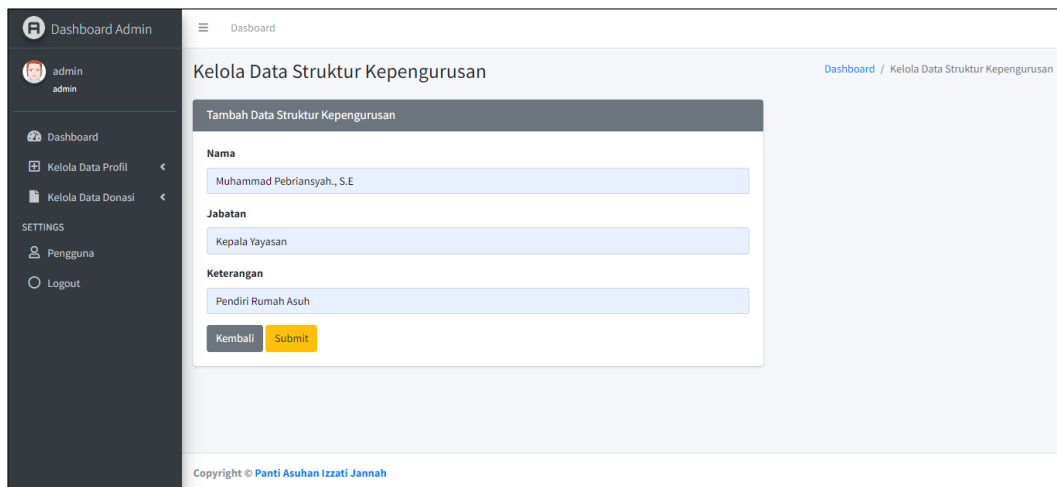 Dashboard Admin
admin
admin
Dashboard
Kelola Data Profil
Kelola Data Donasi
SETTINGS
Pengguna
Logout
Dasboard
Kelola Data Struktur Kepengurusan
Dashboard / Kelola Data Struktur Kepengurusan
Tambah Data Struktur Kepengurusan
Nama
Muhammad Pebriansyah., S.E
Jabatan
Kepala Yayasan
Keterangan
Pendiri Rumah Asuh
Kembali Submit
Copyright © Panti Asuhan Izzati Jannah